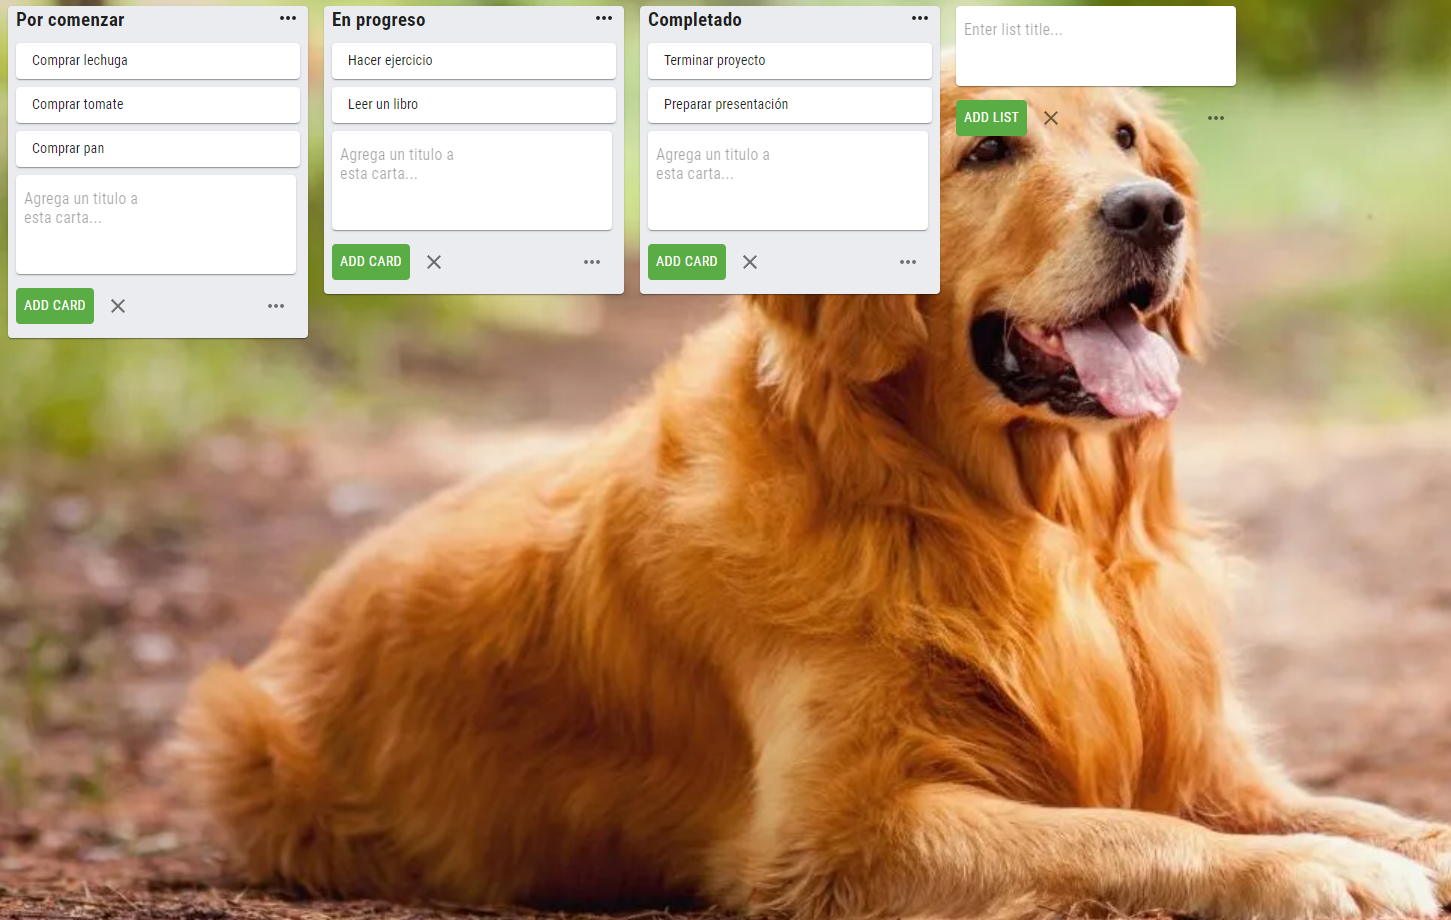 Por comenzar
Comprar lechuga
Comprar tomate
Comprar pan
Agrega un titulo a
esta carta...
ADD CARD
En progreso
Hacer ejercicio
Leer un libro
Agrega un titulo a
esta carta...
ADD CARD
Completado
Terminar proyecto
Preparar presentación
Agrega un titulo a
esta carta...
ADD CARD
Enter list title...
ADD LIST